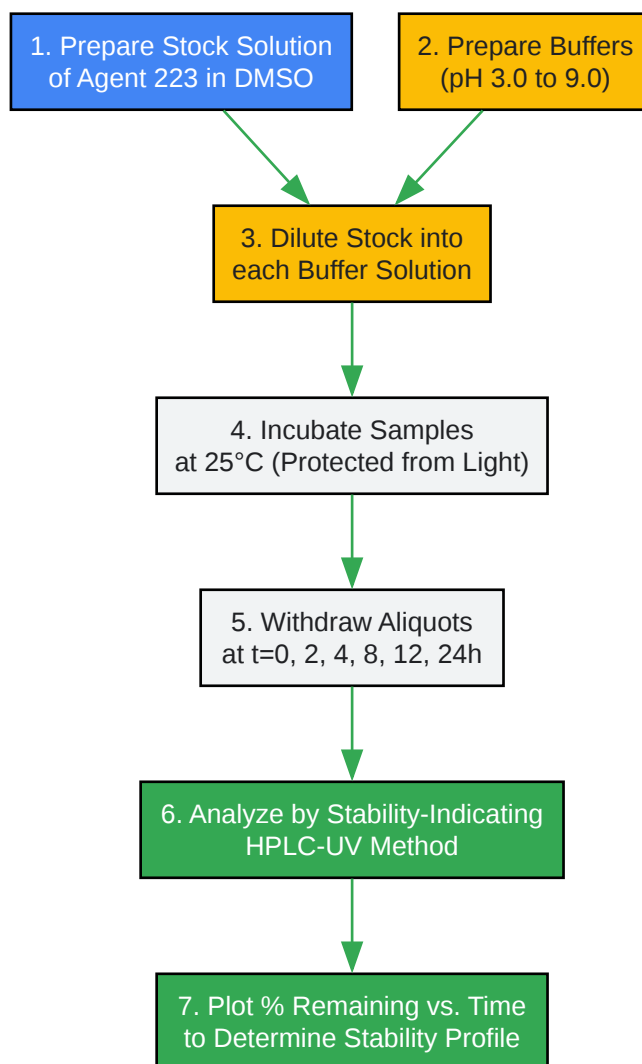 1. Prepare Stock Solution
of Agent 223 in DMSO
2. Prepare Buffers
(pH 3.0 to 9.0)
3. Dilute Stock into
each Buffer Solution
4. Incubate Samples
at 25°C (Protected from Light)
5. Withdraw Aliquots
at t=0, 2, 4, 8, 12, 24h
6. Analyze by Stability-Indicating
HPLC-UV Method
7. Plot % Remaining vs. Time
to Determine Stability Profile